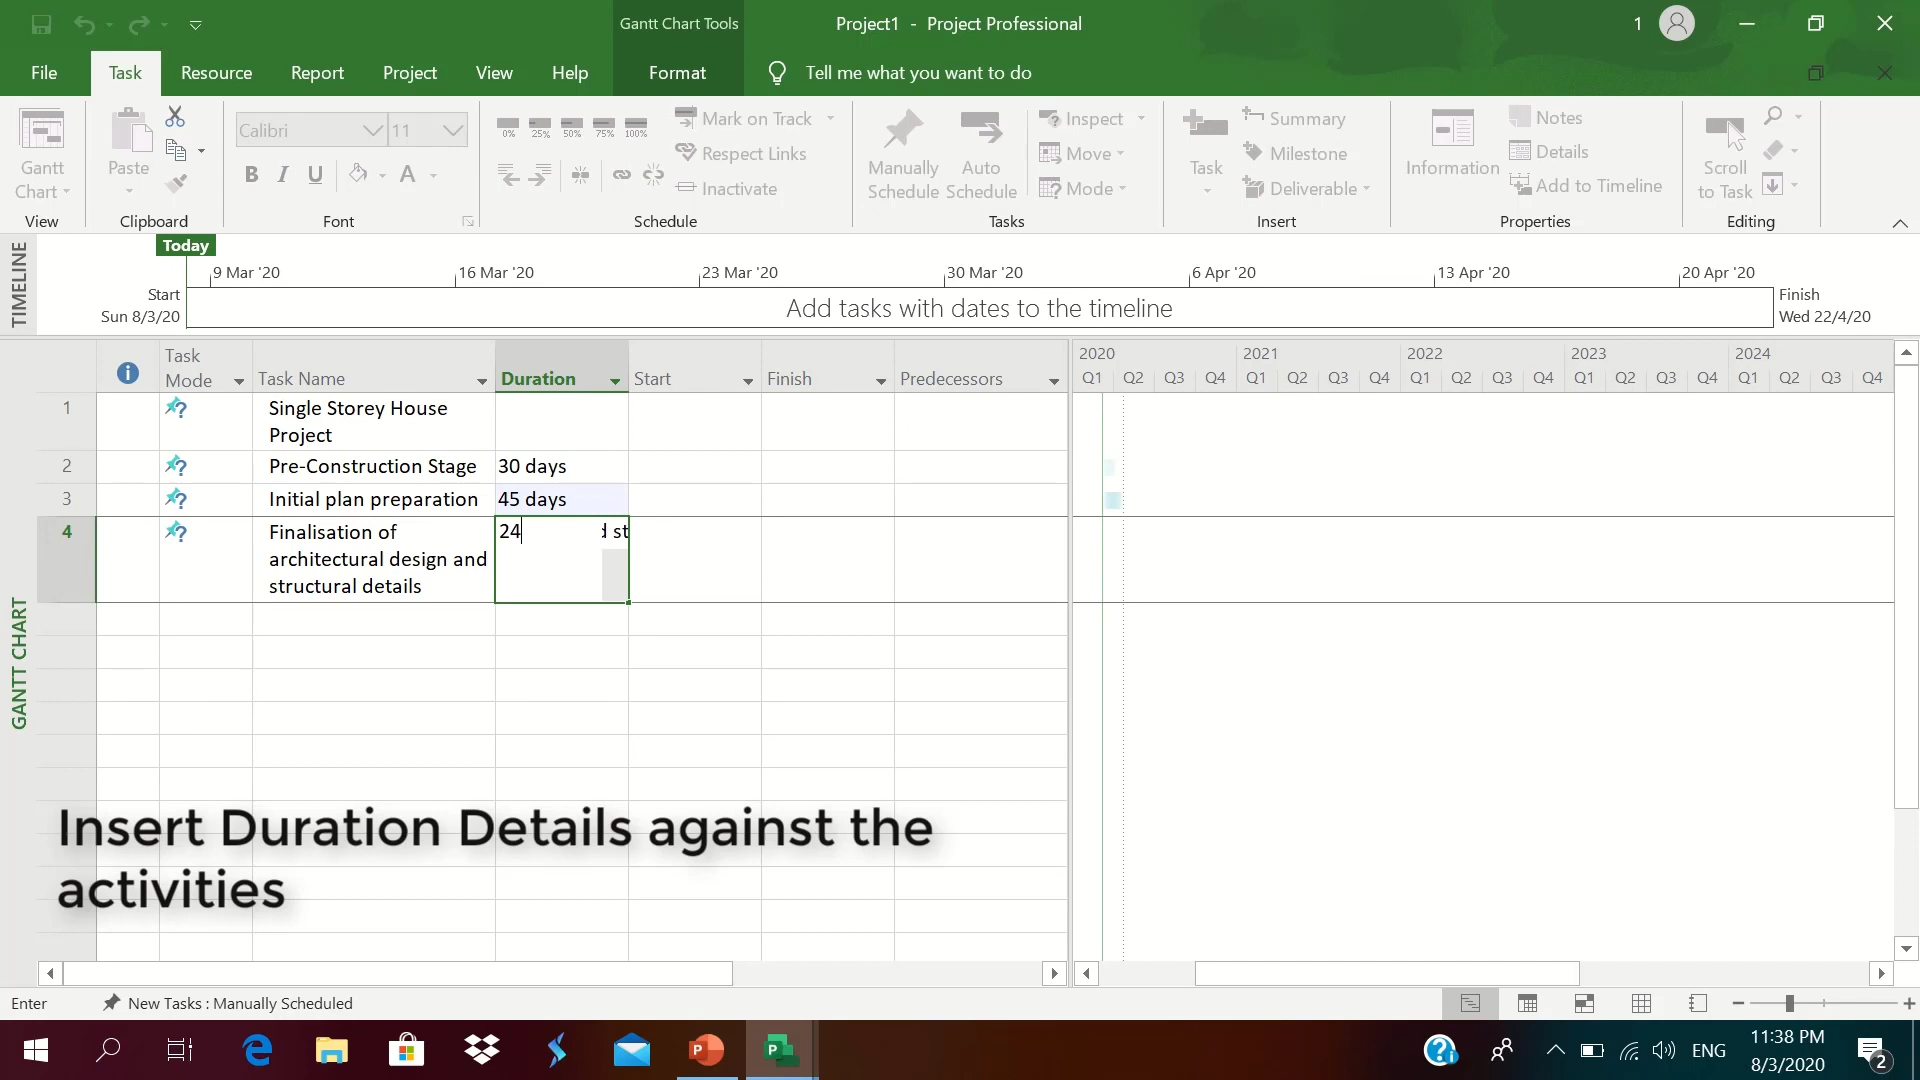 Gantt Chart Tools
Project1 - Project Professional
1
File Task Resource Report Project View Help Format Tell me what you want to do
Gantt Chart
View
Paste
Clipboard
Calibri 11
B I U A
Font
0% 25% 50% 75% 100%
Mark on Track
Respect Links
Inactivate
Schedule
Manually Schedule
Auto Schedule
Inspect
Move
Mode
Tasks
Task
Summary
Milestone
Deliverable
Insert
Information
Notes
Details
Add to Timeline
Properties
Scroll to Task
Editing
TIMELINE
Today
9 Mar '20 16 Mar '20 23 Mar '20 30 Mar '20 6 Apr '20 13 Apr '20 20 Apr '20
Start
Sun 8/3/20
Add tasks with dates to the timeline
Finish
Wed 22/4/20
GANTT CHART
Task Mode Task Name Duration Start Finish Predecessors
2020 2021 2022 2023 2024
Q1 Q2 Q3 Q4 Q1 Q2 Q3 Q4 Q1 Q2 Q3 Q4 Q1 Q2 Q3 Q4 Q1 Q2 Q3 Q4
1 Single Storey House
Project
2 Pre-Construction Stage 30 days
3 Initial plan preparation 45 days
4 Finalisation of 24 d st
architectural design and
structural details
Insert Duration Details against the
activities
Enter New Tasks : Manually Scheduled
ENG
11:38 PM
8/3/2020
2